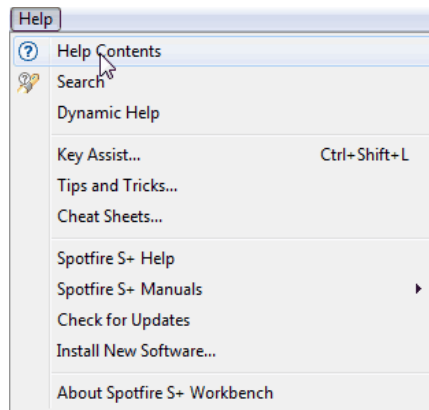 Help
Help Contents
Search
Dynamic Help
Key Assist... Ctrl+Shift+L
Tips and Tricks...
Cheat Sheets...
Spotfire S+ Help
Spotfire S+ Manuals
Check for Updates
Install New Software...
About Spotfire S+ Workbench